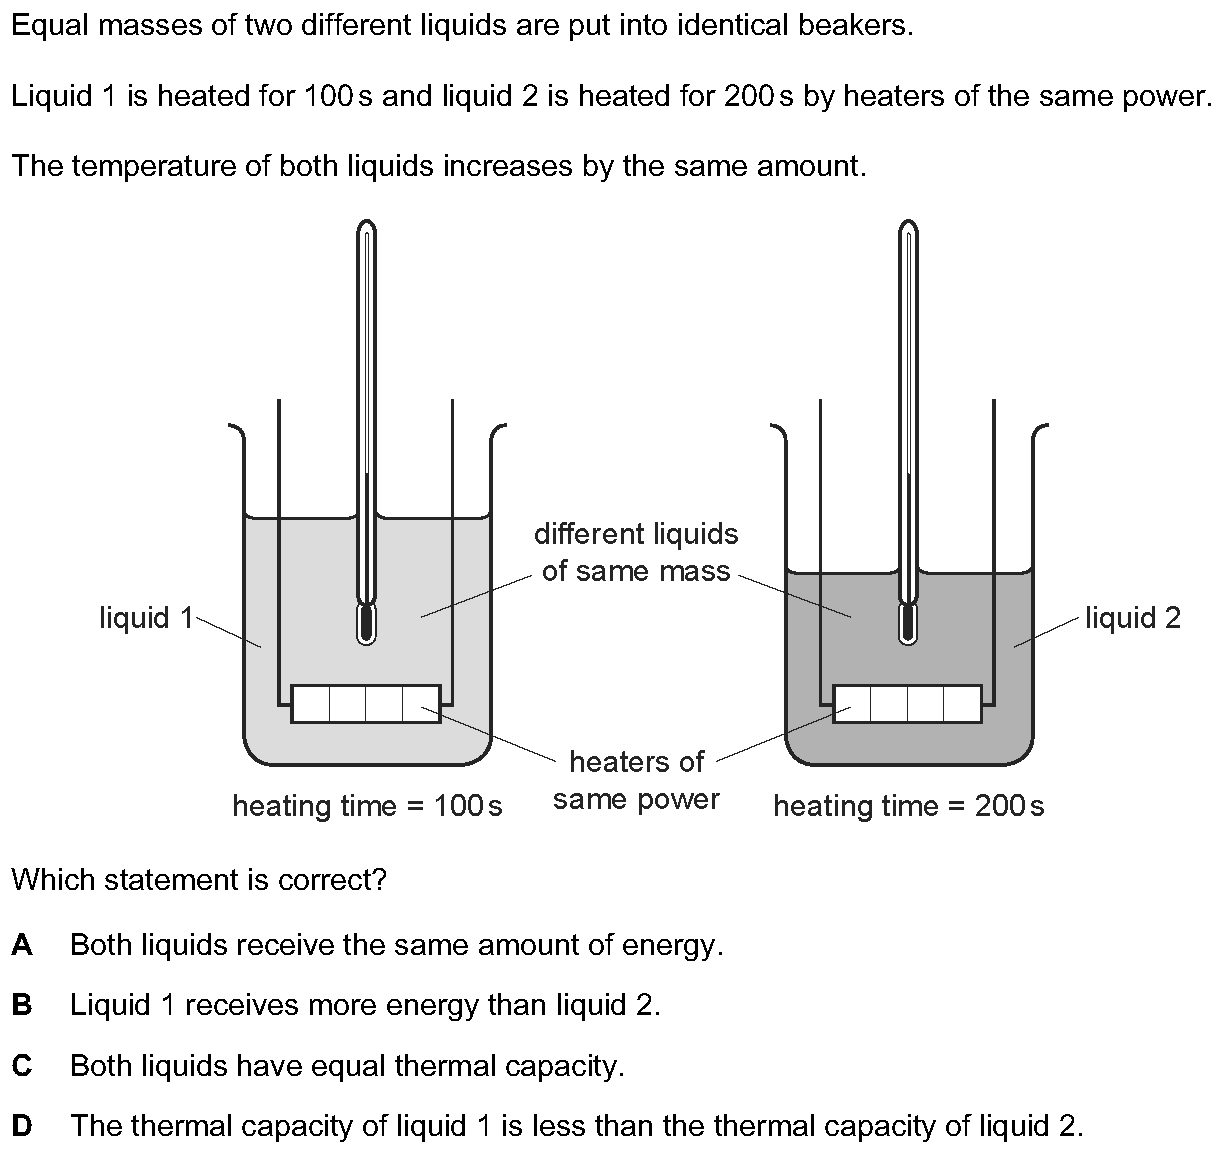 Equal masses of two different liquids are put into identical beakers.
Liquid 1 is heated for 100 s and liquid 2 is heated for 200 s by heaters of the same power.
The temperature of both liquids increases by the same amount.
different liquids
of same mass
liquid 1
liquid 2
heaters of
same power
heating time = 100 s
heating time = 200 s
Which statement is correct?
A Both liquids receive the same amount of energy.
B Liquid 1 receives more energy than liquid 2.
C Both liquids have equal thermal capacity.
D The thermal capacity of liquid 1 is less than the thermal capacity of liquid 2.